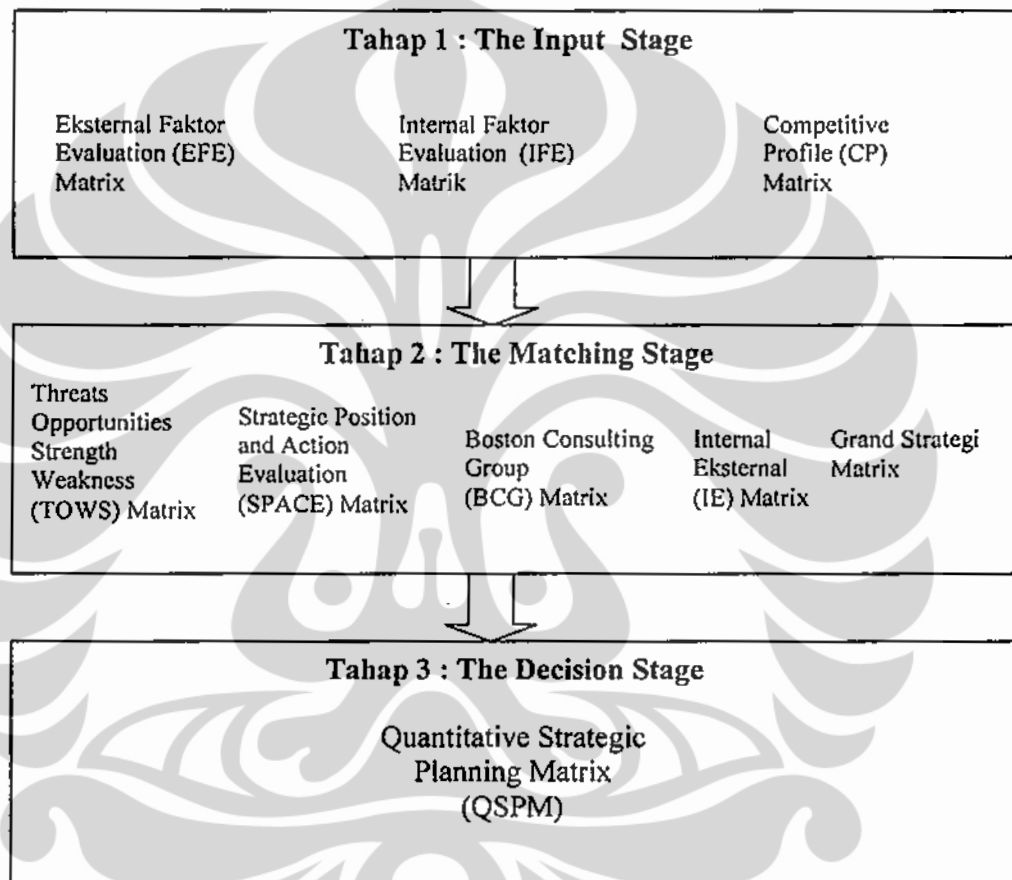 Tahap 1 : The Input Stage
Eksternal Faktor
Evaluation (EFE)
Matrix
Internal Faktor
Evaluation (IFE)
Matrik
Competitive
Profile (CP)
Matrix
Tahap 2 : The Matching Stage
Threats
Opportunities
Strength
Weakness
(TOWS) Matrix
Strategic Position
and Action
Evaluation
(SPACE) Matrix
Boston Consulting
Group
(BCG) Matrix
Internal
Eksternal
(IE) Matrix
Grand Strategi
Matrix
Tahap 3 : The Decision Stage
Quantitative Strategic
Planning Matrix
(QSPM)